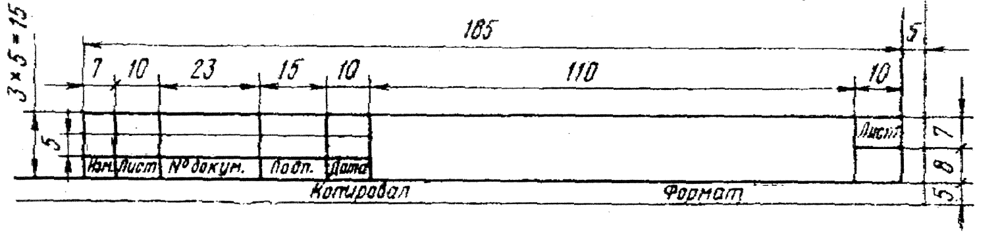 185 5
3×5=15
7 10 23 15 10 110 10
5
Лист 7
8
Изм. Лист № докум. Подп. Дата
Копировал Формат 5